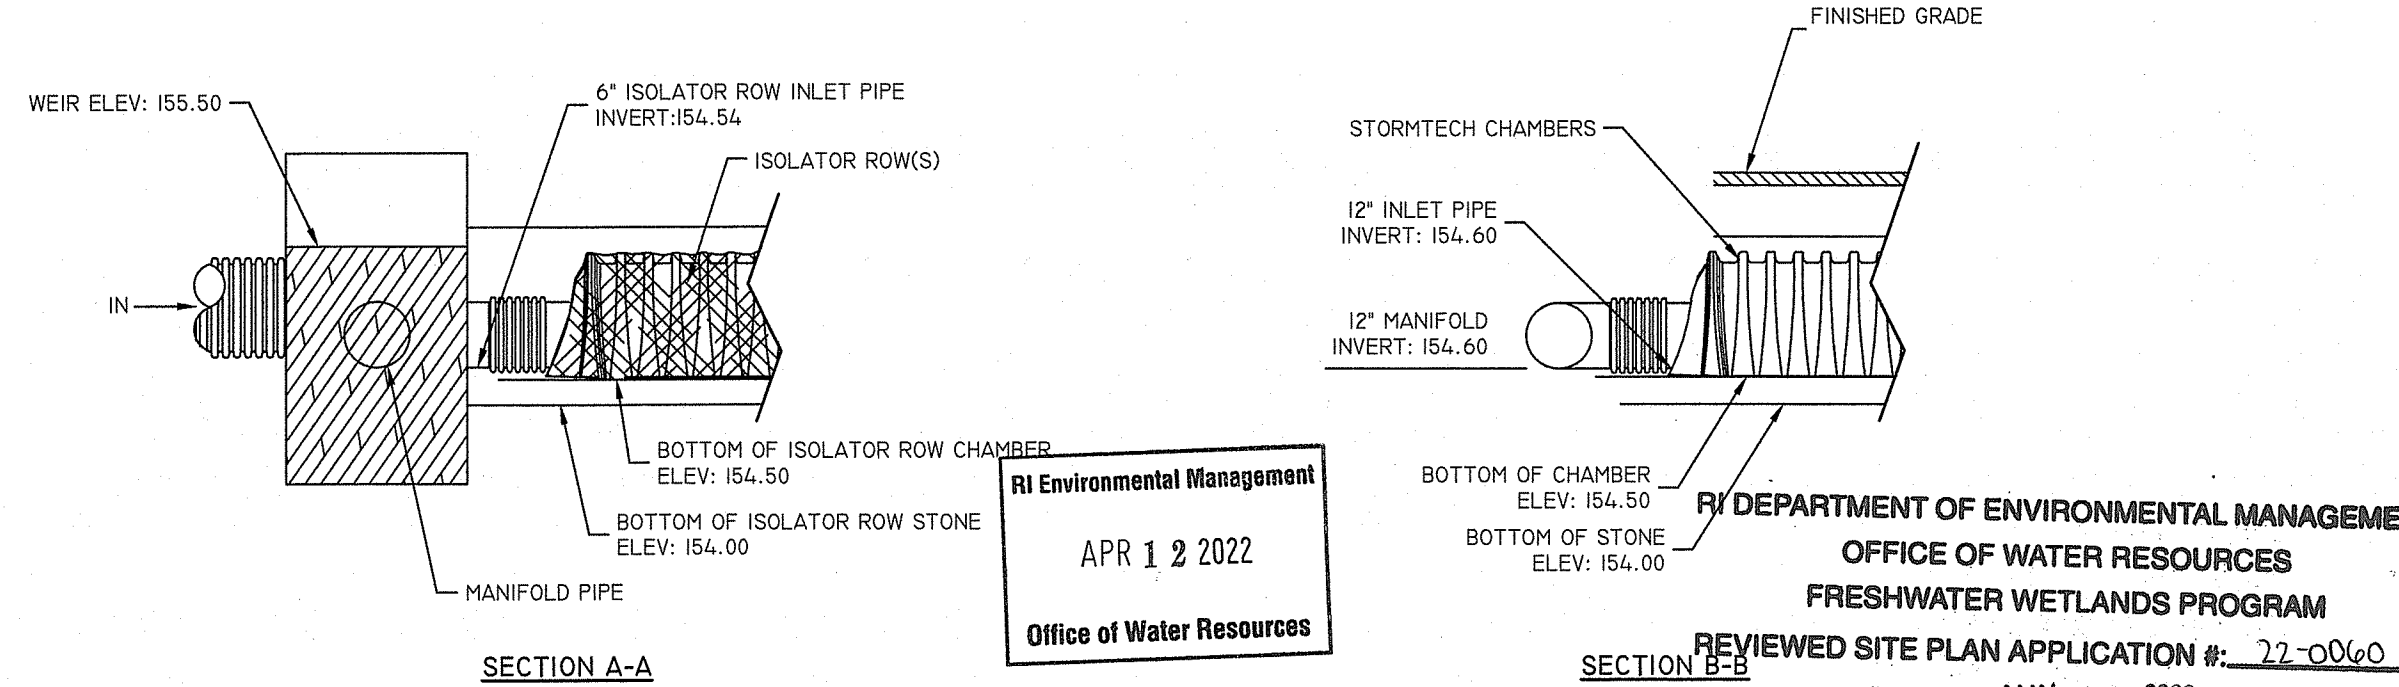 WEIR ELEV: 155.50
6" ISOLATOR ROW INLET PIPE
INVERT:154.54
ISOLATOR ROW(S)
IN
BOTTOM OF ISOLATOR ROW CHAMBER
ELEV: 154.50
BOTTOM OF ISOLATOR ROW STONE
ELEV: 154.00
MANIFOLD PIPE
SECTION A-A
RI Environmental Management
APR 12 2022
Office of Water Resources
FINISHED GRADE
STORMTECH CHAMBERS
12" INLET PIPE
INVERT: 154.60
12" MANIFOLD
INVERT: 154.60
BOTTOM OF CHAMBER
ELEV: 154.50
BOTTOM OF STONE
ELEV: 154.00
SECTION B-B
RI DEPARTMENT OF ENVIRONMENTAL MANAGEME
OFFICE OF WATER RESOURCES
FRESHWATER WETLANDS PROGRAM
REVIEWED SITE PLAN APPLICATION #: 22-0060